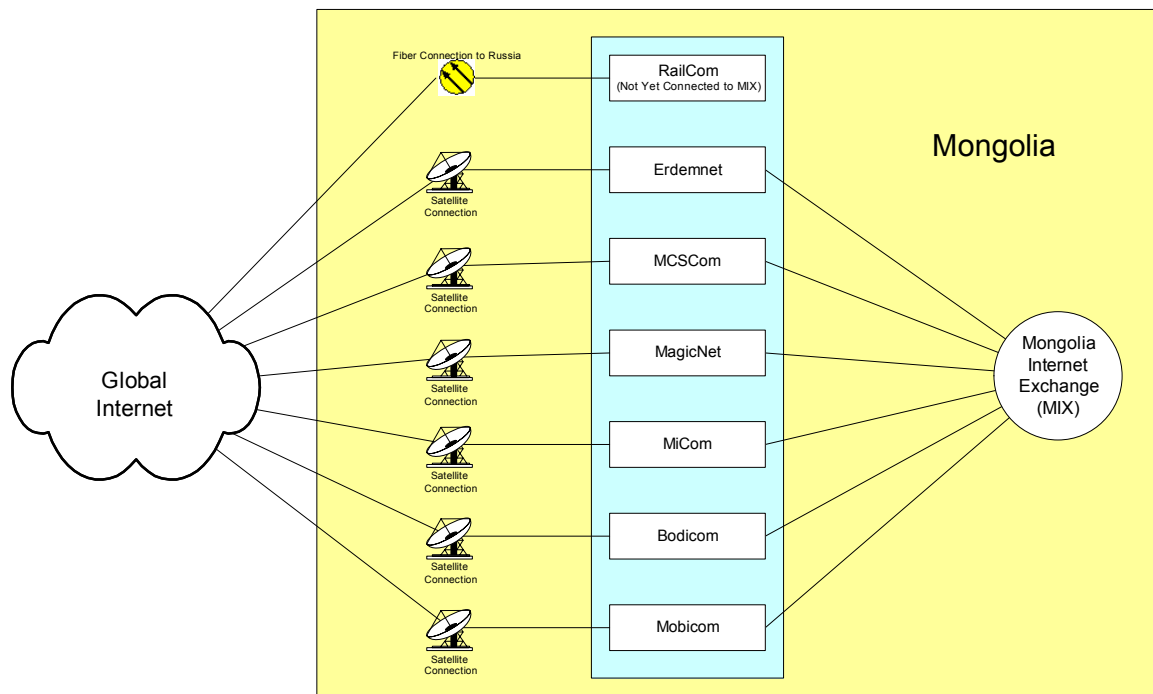 Fiber Connection to Russia
RailCom
(Not Yet Connected to MIX)
Mongolia
Erdemnet
Satellite
Connection
MCSCom
Satellite
Connection
MagicNet
Satellite
Connection
Global
Internet
Mongolia
Internet
Exchange
(MIX)
MiCom
Satellite
Connection
Bodicom
Satellite
Connection
Mobicom
Satellite
Connection